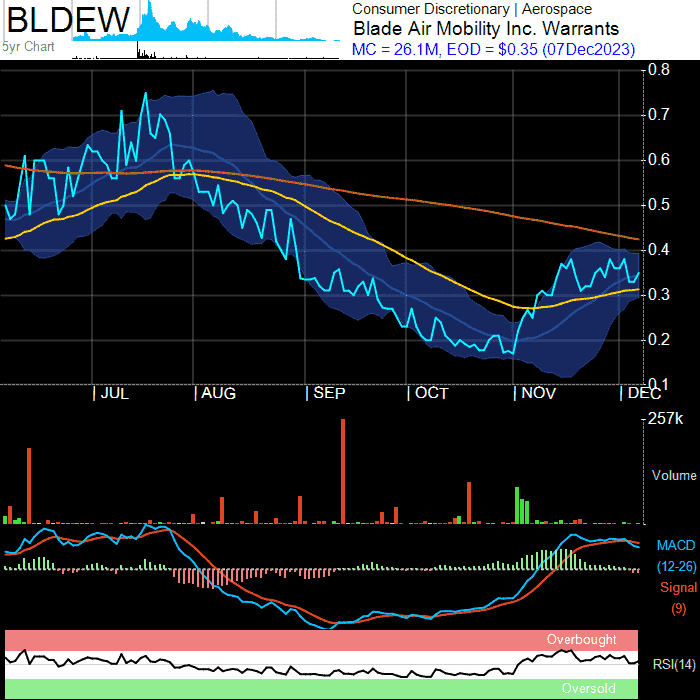 BLDEW
5yr Chart
Consumer Discretionary | Aerospace
Blade Air Mobility Inc. Warrants
MC = 26.1M, EOD = $0.35 (07Dec2023)
0.8
0.7
0.6
0.5
0.4
0.3
0.2
0.1
| JUL | AUG | SEP | OCT | NOV | DEC
257k
Volume
MACD
(12-26)
Signal
(9)
Overbought
RSI(14)
Oversold